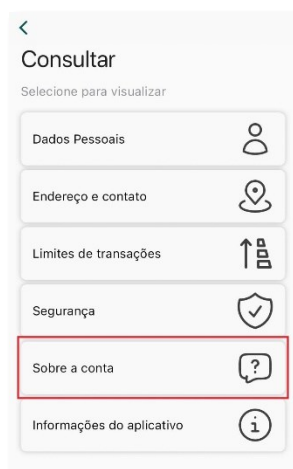 Consultar
Selecione para visualizar
Dados Pessoais
Endereço e contato
Limites de transações
Segurança
Sobre a conta
Informações do aplicativo